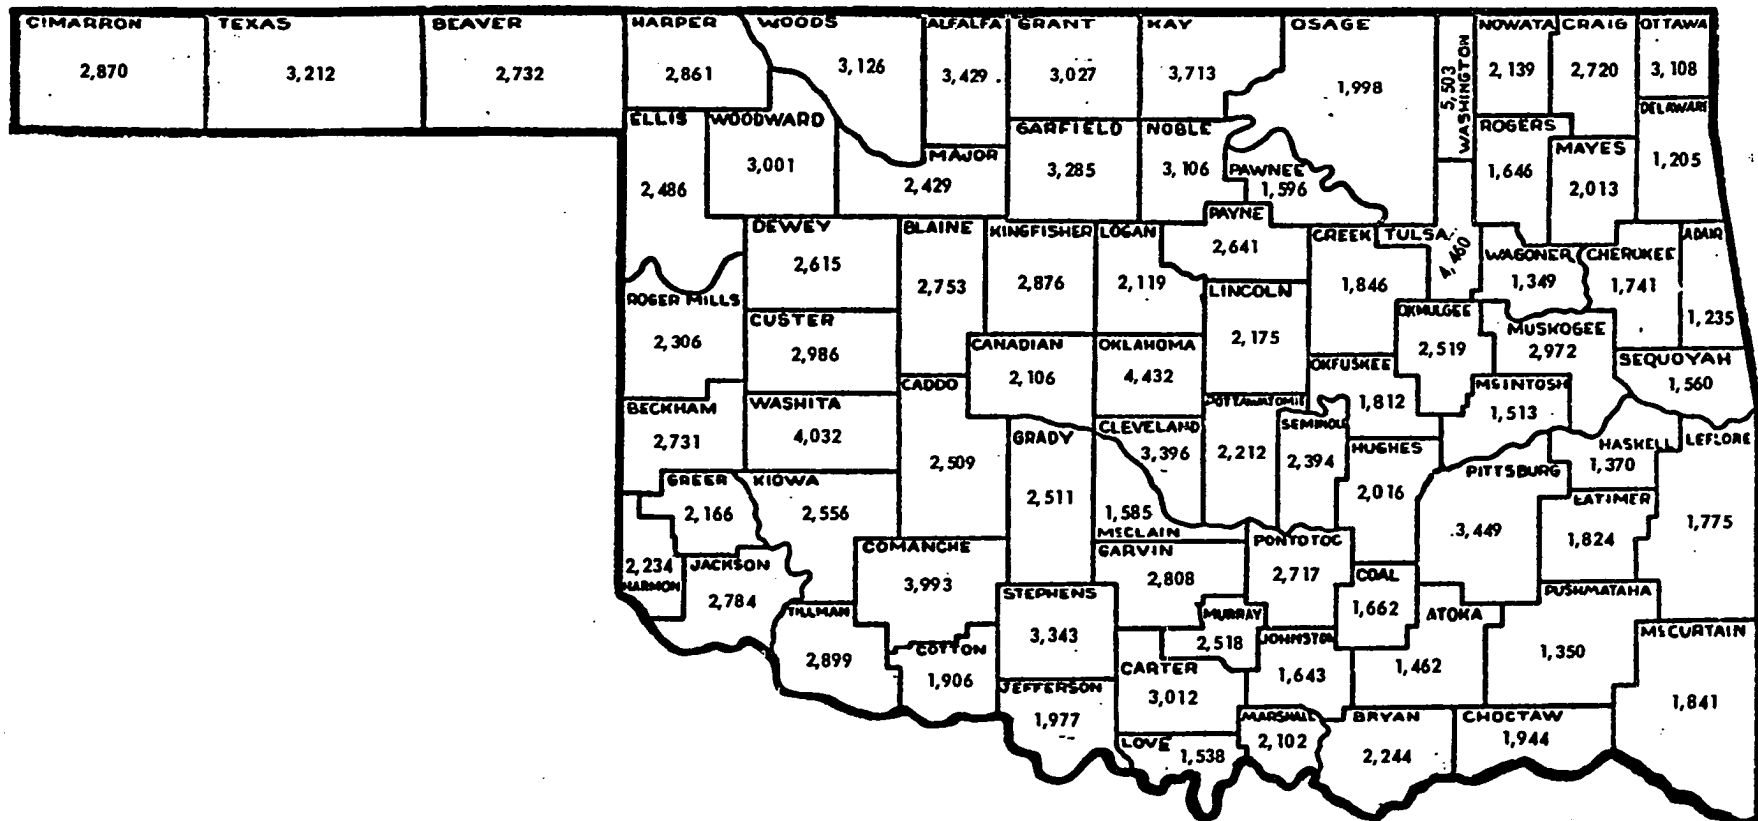 CIMARRON
2,870
TEXAS
3,212
BEAVER
2,732
HARPER
2,861
WOODS
3,126
ALFALFA
3,429
GRANT
3,027
KAY
3,713
OSAGE
1,998
WASHINGTON
5,503
NOWATA
2,139
CRAIG
2,720
OTTAWA
3,108
DELAWARE
1,205
ELLIS
2,486
WOODWARD
3,001
MAJOR
2,429
GARFIELD
3,285
NOBLE
3,106
PAWNEE
1,596
ROGERS
1,646
MAYES
2,013
DEWEY
2,615
BLAINE
2,753
KINGFISHER
2,876
LOGAN
2,119
PAYNE
2,641
CREEK
1,846
TULSA
4,460
WAGONER
1,349
CHEROKEE
1,741
ADAIR
1,235
ROGER MILLS
2,306
CUSTER
2,986
CANADIAN
2,106
OKLAHOMA
4,432
LINCOLN
2,175
OKMULGEE
2,519
MUSKOGEE
2,972
SEQUOYAH
1,560
OKFUSKEE
1,812
MCINTOSH
1,513
BECKHAM
2,731
WASHITA
4,032
CADDO
2,509
GRADY
2,511
CLEVELAND
3,396
POTTAWATOMIE
2,212
SEMINOLE
2,394
HUGHES
2,016
PITTSBURG
3,449
HASKELL
1,370
LEFLORE
1,775
GREER
2,166
KIOWA
2,556
1,585
MCCLAIN
LATIMER
1,824
2,234
HARMON
JACKSON
2,784
COMANCHE
3,993
GARVIN
2,808
PONTOTOC
2,717
COAL
1,662
STEPHENS
3,343
MURRAY
2,518
JOHNSTON
1,643
ATOKA
1,462
PUSHMATAHA
1,350
MCCURTAIN
1,841
TILLMAN
2,899
COTTON
1,906
CARTER
3,012
JEFFERSON
1,977
LOVE
1,538
MARSHALL
2,102
BRYAN
2,244
CHOCTAW
1,944